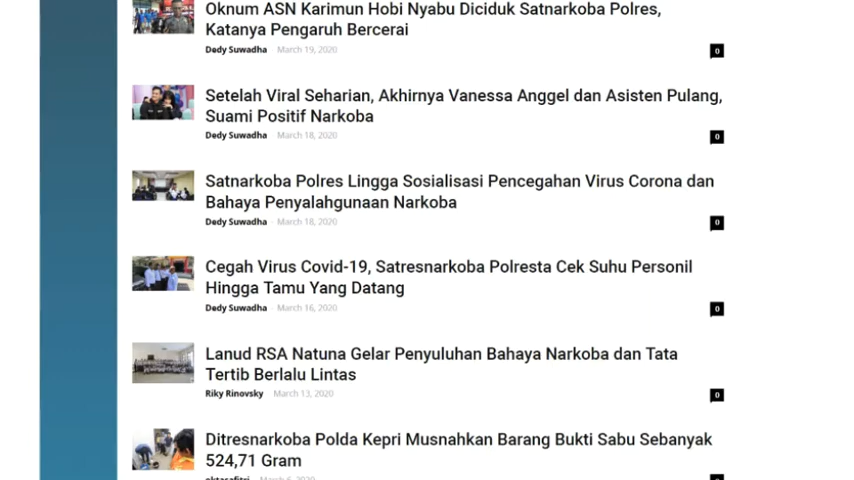 Oknum ASN Karimun Hobi Nyabu Diciduk Satnarkoba Polres,
Katanya Pengaruh Bercerai
Dedy Suwadha - March 19, 2020
0
Setelah Viral Seharian, Akhirnya Vanessa Anggel dan Asisten Pulang,
Suami Positif Narkoba
Dedy Suwadha - March 18, 2020
0
Satnarkoba Polres Lingga Sosialisasi Pencegahan Virus Corona dan
Bahaya Penyalahgunaan Narkoba
Dedy Suwadha - March 18, 2020
0
Cegah Virus Covid-19, Satresnarkoba Polresta Cek Suhu Personil
Hingga Tamu Yang Datang
Dedy Suwadha - March 16, 2020
0
Lanud RSA Natuna Gelar Penyuluhan Bahaya Narkoba dan Tata
Tertib Berlalu Lintas
Riky Rinovsky - March 13, 2020
0
Ditresnarkoba Polda Kepri Musnahkan Barang Bukti Sabu Sebanyak
524,71 Gram
oktasafitri - March 6, 2020